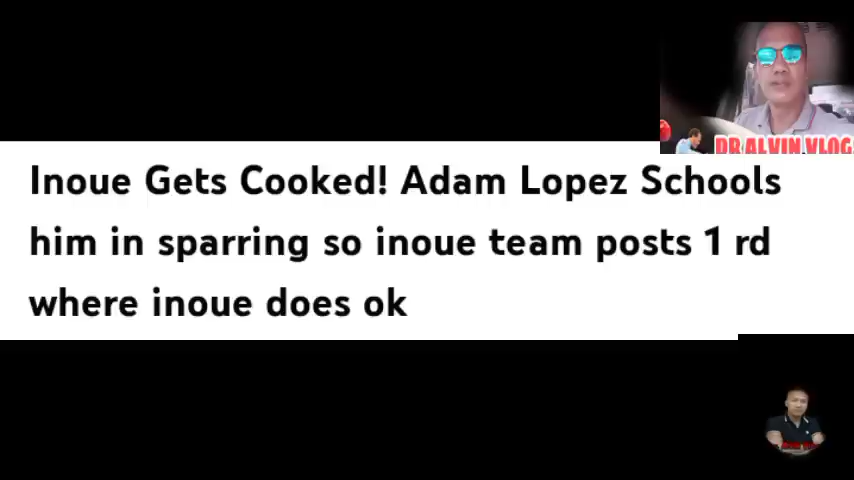 DR ALVIN VLOG
Inoue Gets Cooked! Adam Lopez Schools
him in sparring so inoue team posts 1 rd
where inoue does ok